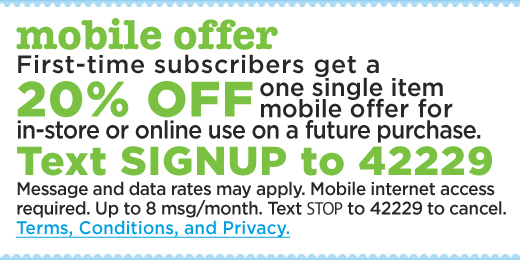 mobile offer
First-time subscribers get a
20% OFF one single item
mobile offer for
in-store or online use on a future purchase.
Text SIGNUP to 42229
Message and data rates may apply. Mobile internet access
required. Up to 8 msg/month. Text STOP to 42229 to cancel.
Terms, Conditions, and Privacy.